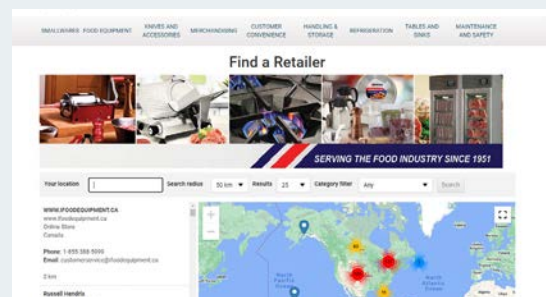 SMALLWARES FOOD EQUIPMENT KNIVES AND ACCESSORIES MERCHANDISING CUSTOMER CONVENIENCE HANDLING & STORAGE REFRIGERATION TABLES AND SINKS MAINTENANCE AND SAFETY
Find a Retailer
SERVING THE FOOD INDUSTRY SINCE 1951
Your location Search radius 50 km Results 25 Category filter Any Search
WWW.IFOODEQUIPMENT.CA
www.ifoodequipment.ca
Online Store
Canada
Phone: 1-855-388-5999
Email: customerservice@ifoodequipment.ca
2 km
Russell Hendrix
North Pacific Ocean
North Atlantic Ocean
Algeria